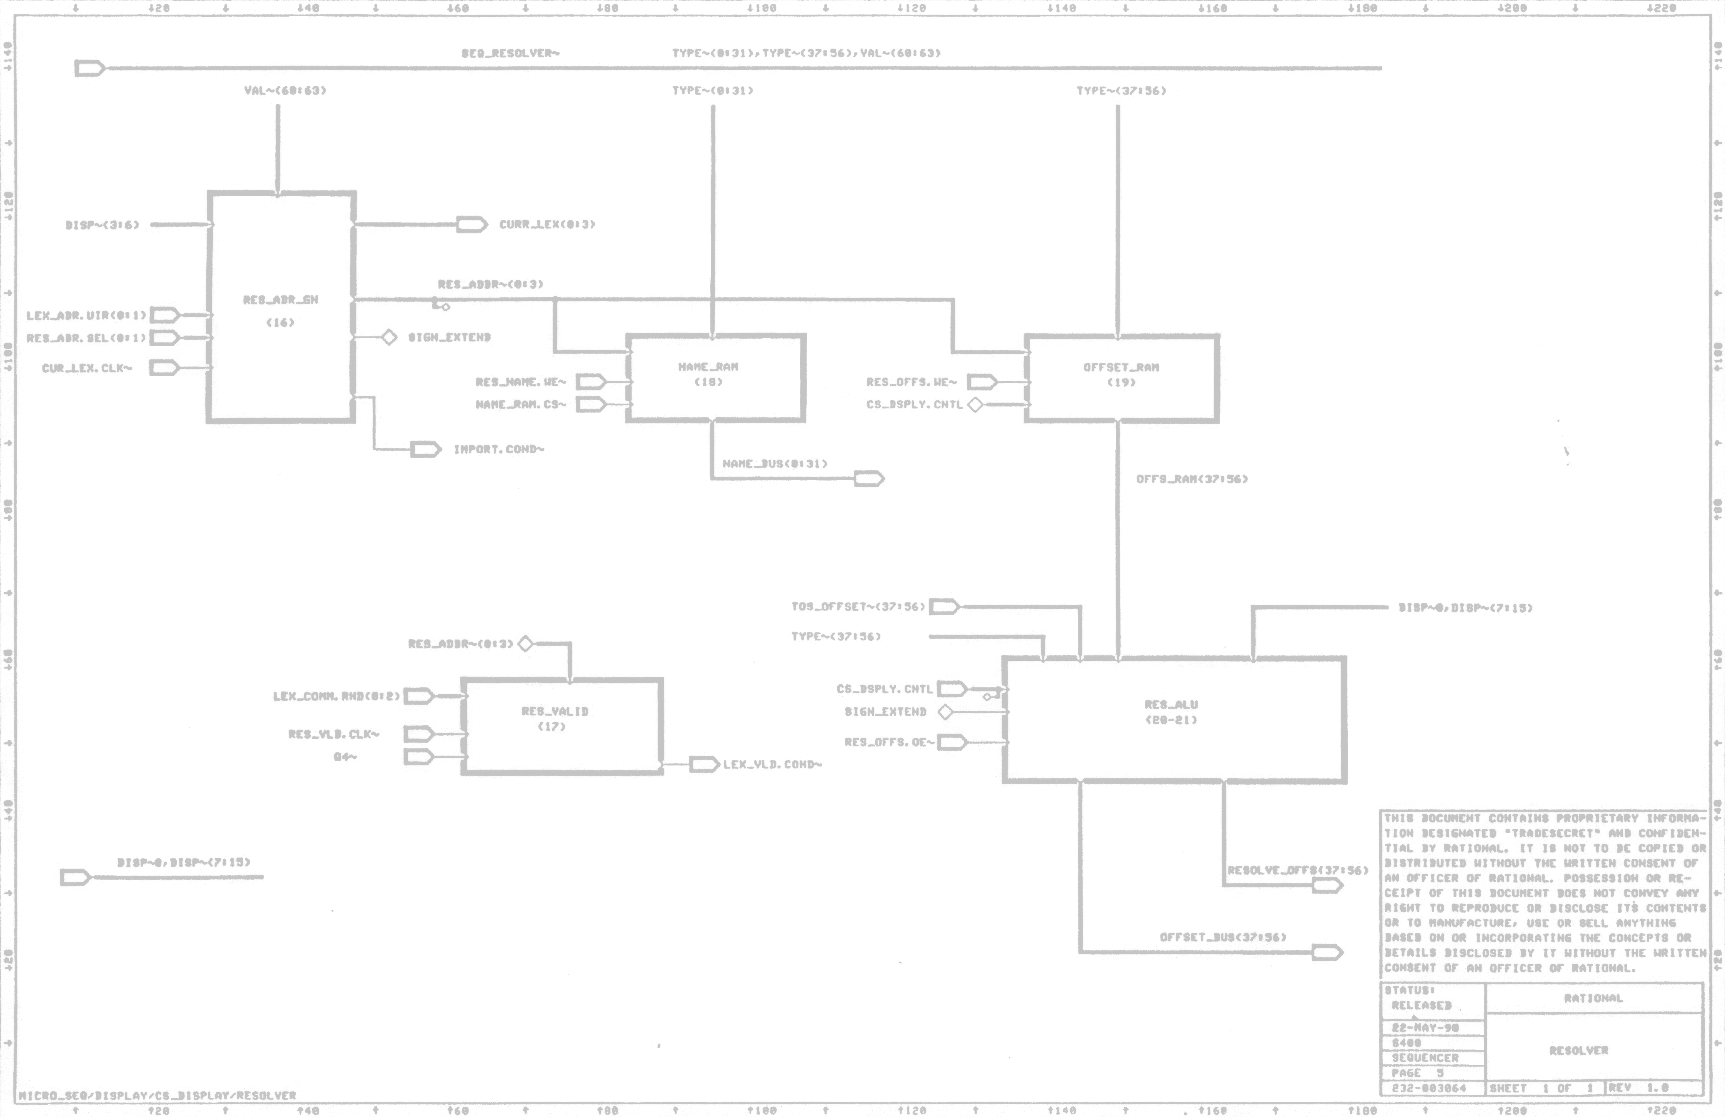 ↓20 ↓40 ↓60 ↓80 ↓100 ↓120 ↓140 ↓160 ↓180 ↓200 ↓220
SEQ_RESOLVER~ TYPE~(0:31),TYPE~(37:56),VAL~(60:63)
VAL~(60:63)
TYPE~(0:31)
TYPE~(37:56)
DISP~(3:6)
CURR_LEX(0:3)
RES_ADDR~(0:3)
RES_ADR_GN
(16)
LEX_ADR.UIR(0:1)
RES_ADR.SEL(0:1)
CUR_LEX.CLK~
SIGN_EXTEND
IMPORT.COND~
NAME_RAM
(18)
RES_NAME.WE~
NAME_RAM.CS~
NAME_BUS(0:31)
OFFSET_RAM
(19)
RES_OFFS.WE~
CS_DSPLY.CNTL
OFFS_RAM(37:56)
TOS_OFFSET~(37:56)
TYPE~(37:56)
DISP~0,DISP~(7:15)
RES_ADDR~(0:3)
LEX_COMM.RND(0:2)
RES_VLD.CLK~
Q4~
RES_VALID
(17)
LEX_VLD.COND~
CS_DSPLY.CNTL
SIGN_EXTEND
RES_OFFS.OE~
RES_ALU
(20-21)
DISP~0,DISP~(7:15)
RESOLVE_OFFS(37:56)
OFFSET_BUS(37:56)
THIS DOCUMENT CONTAINS PROPRIETARY INFORMA-
TION DESIGNATED "TRADESECRET" AND CONFIDEN-
TIAL BY RATIONAL. IT IS NOT TO BE COPIED OR
DISTRIBUTED WITHOUT THE WRITTEN CONSENT OF
AN OFFICER OF RATIONAL. POSSESSION OR RE-
CEIPT OF THIS DOCUMENT DOES NOT CONVEY ANY
RIGHT TO REPRODUCE OR DISCLOSE ITS CONTENTS
OR TO MANUFACTURE, USE OR SELL ANYTHING
BASED ON OR INCORPORATING THE CONCEPTS OR
DETAILS DISCLOSED BY IT WITHOUT THE WRITTEN
CONSENT OF AN OFFICER OF RATIONAL.
STATUS:
RELEASED
RATIONAL
22-MAY-90
S400
SEQUENCER
PAGE 5
232-003064
RESOLVER
SHEET 1 OF 1 REV 1.0
MICRO_SEQ/DISPLAY/CS_DISPLAY/RESOLVER
↑20 ↑40 ↑60 ↑80 ↑100 ↑120 ↑140 ↑160 ↑180 ↑200 ↑220